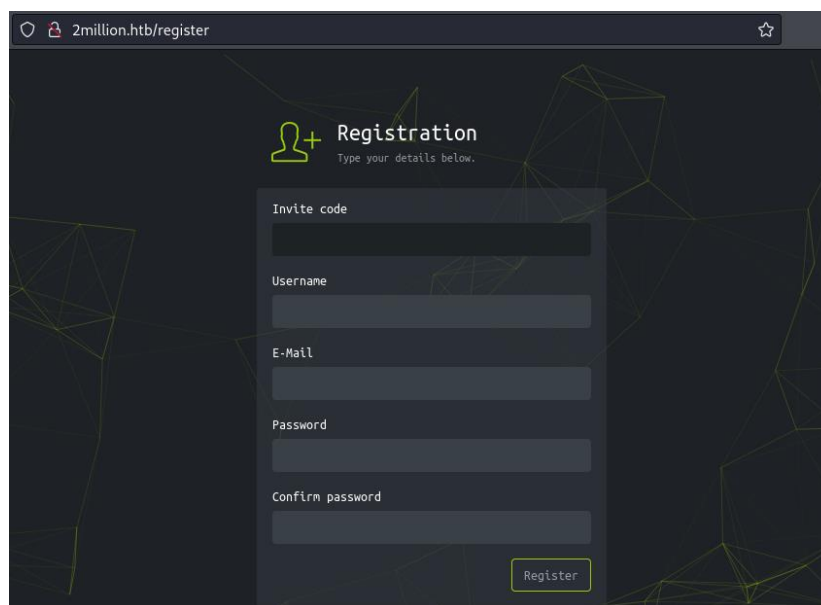 2million.htb/register
Registration
Type your details below.
Invite code
Username
E-Mail
Password
Confirm password
Register